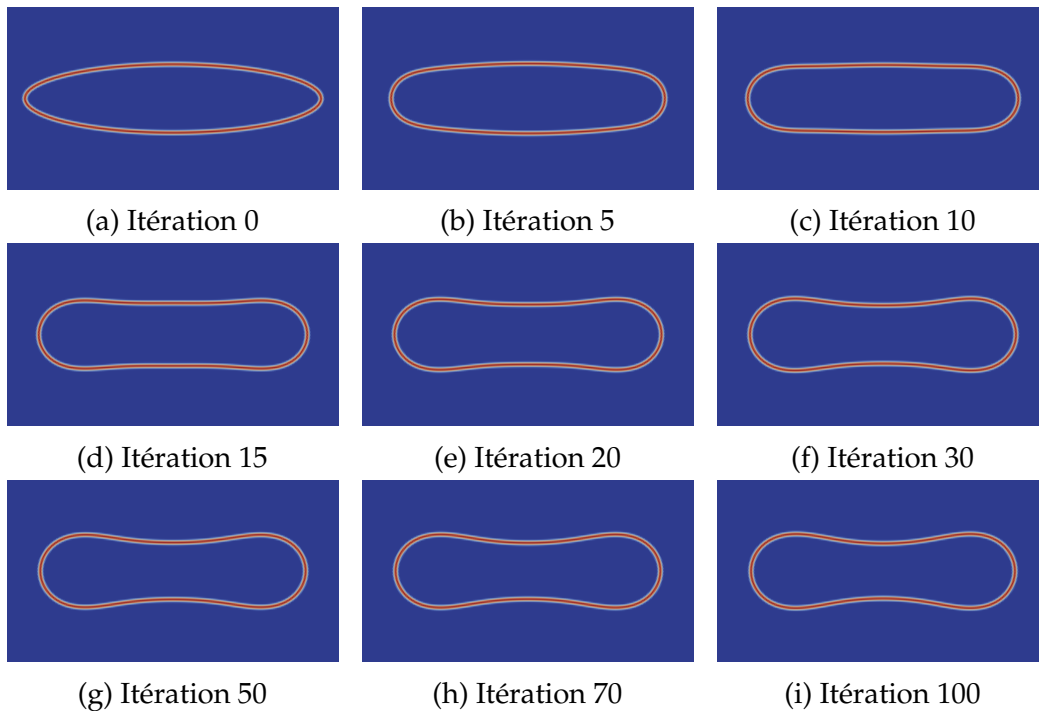 (a) Itération 0
(b) Itération 5
(c) Itération 10
(d) Itération 15
(e) Itération 20
(f) Itération 30
(g) Itération 50
(h) Itération 70
(i) Itération 100